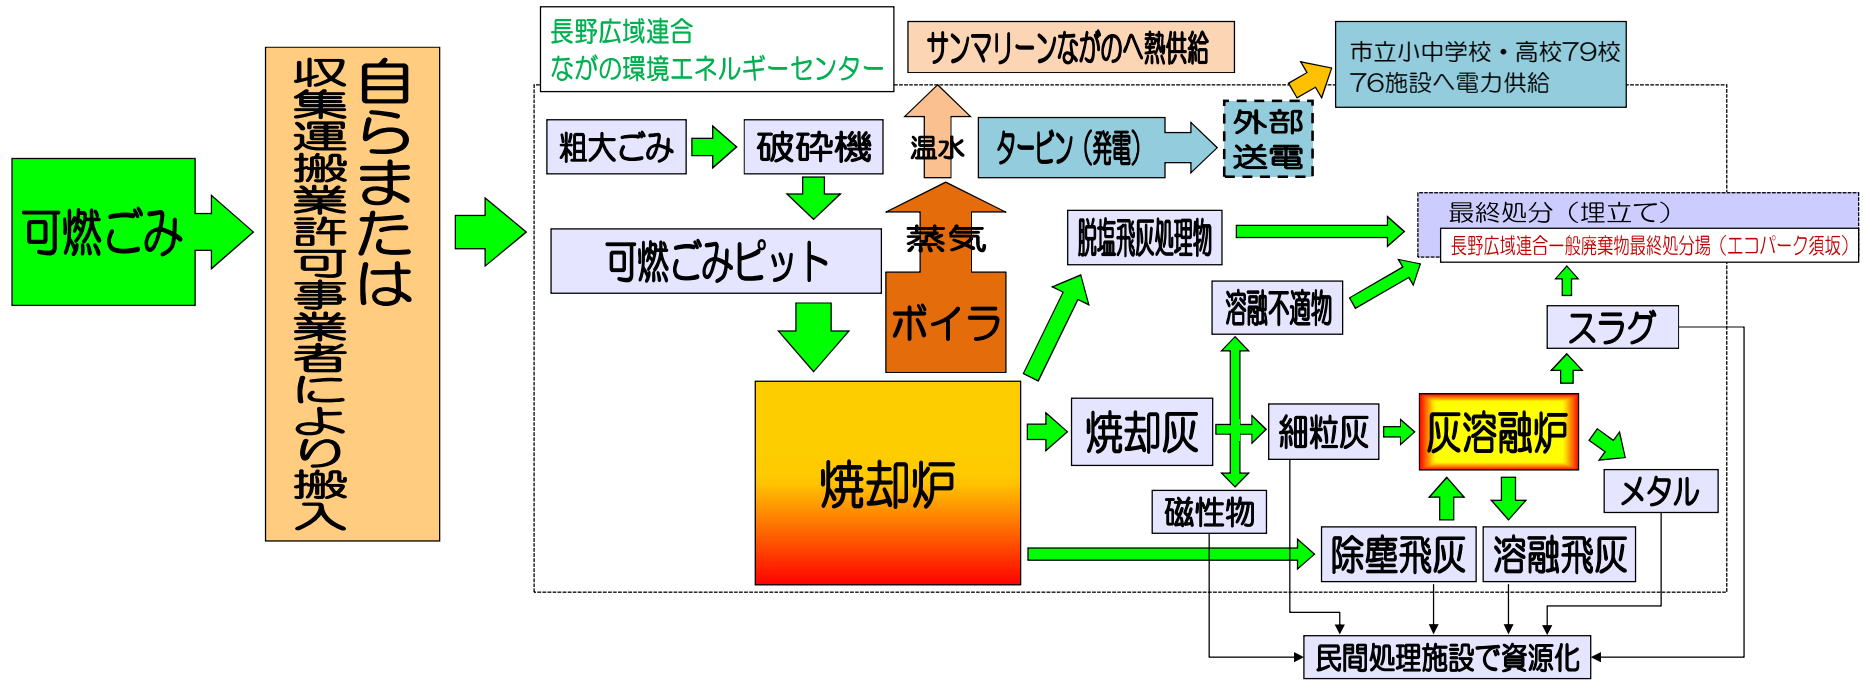 可燃ごみ
自らまたは
収集運搬業許可事業者により搬入
長野広域連合
ながの環境エネルギーセンター
サンマリーンながのへ熱供給
市立小中学校・高校79校
76施設へ電力供給
粗大ごみ
破砕機
温水
タービン（発電）
外部
送電
可燃ごみピット
蒸気
ボイラ
脱塩飛灰処理物
最終処分（埋立て）
長野広域連合一般廃棄物最終処分場（エコパーク須坂）
溶融不適物
スラグ
焼却炉
焼却灰
細粒灰
灰溶融炉
メタル
磁性物
除塵飛灰
溶融飛灰
民間処理施設で資源化